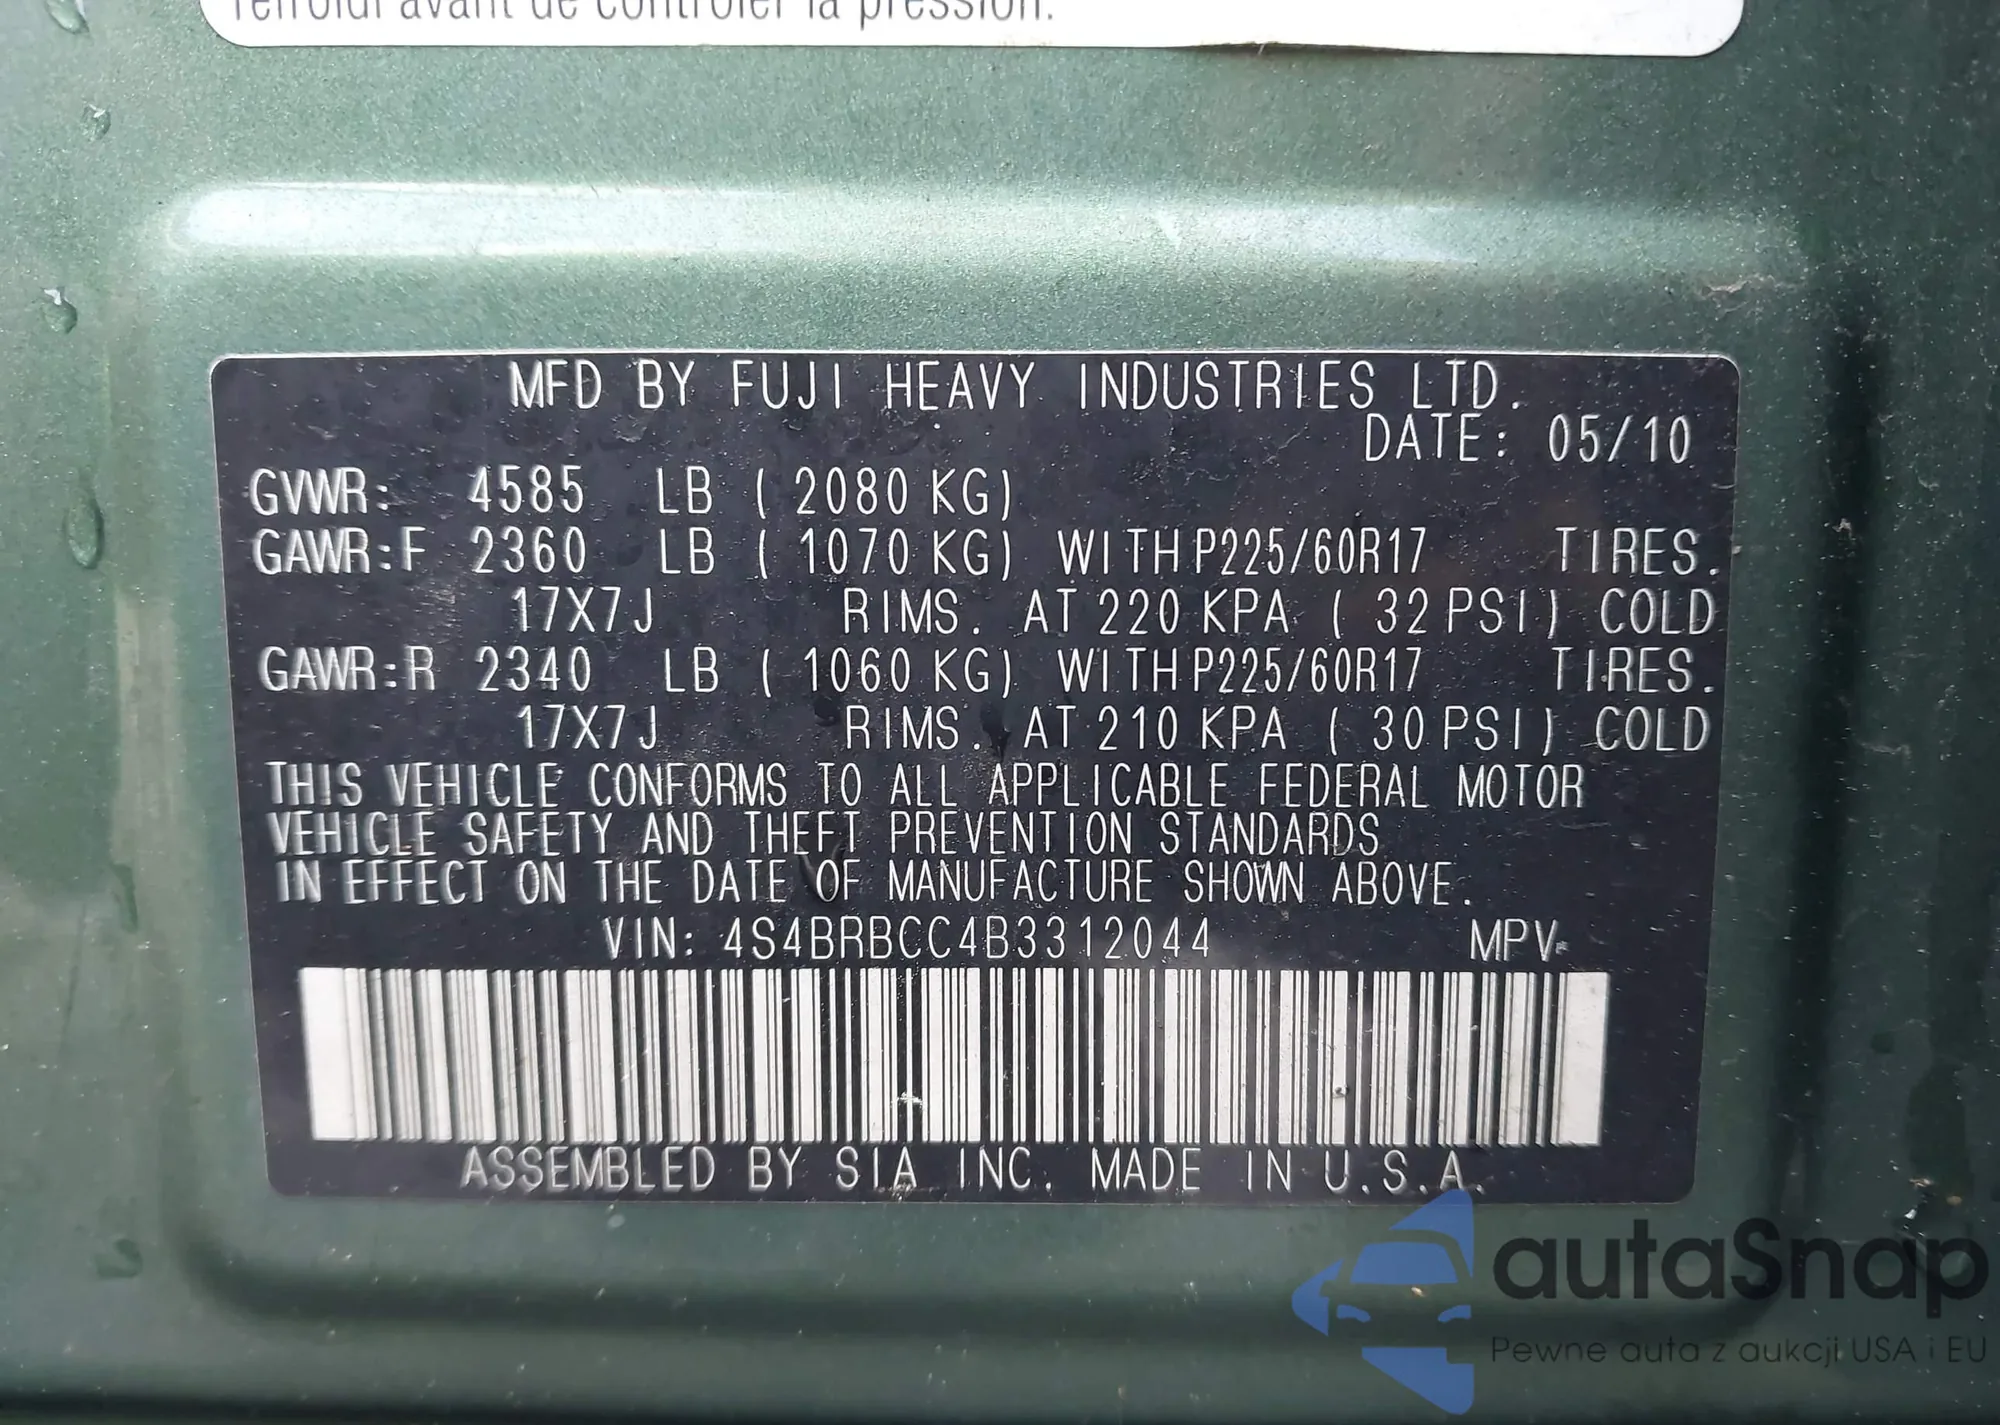 refroidi avant de contrôler la pression.
MFD BY FUJI HEAVY INDUSTRIES LTD.
DATE: 05/10
GVWR: 4585 LB ( 2080 KG)
GAWR:F 2360 LB ( 1070 KG) WITH P225/60R17 TIRES.
17X7J RIMS. AT 220 KPA ( 32 PSI) COLD
GAWR:R 2340 LB ( 1060 KG) WITH P225/60R17 TIRES.
17X7J RIMS. AT 210 KPA ( 30 PSI) COLD
THIS VEHICLE CONFORMS TO ALL APPLICABLE FEDERAL MOTOR
VEHICLE SAFETY AND THEFT PREVENTION STANDARDS
IN EFFECT ON THE DATE OF MANUFACTURE SHOWN ABOVE.
VIN: 4S4BRBCC4B3312044 MPV
ASSEMBLED BY SIA INC. MADE IN U.S.A.
autaSnap
Pewne auta z aukcji USA i EU